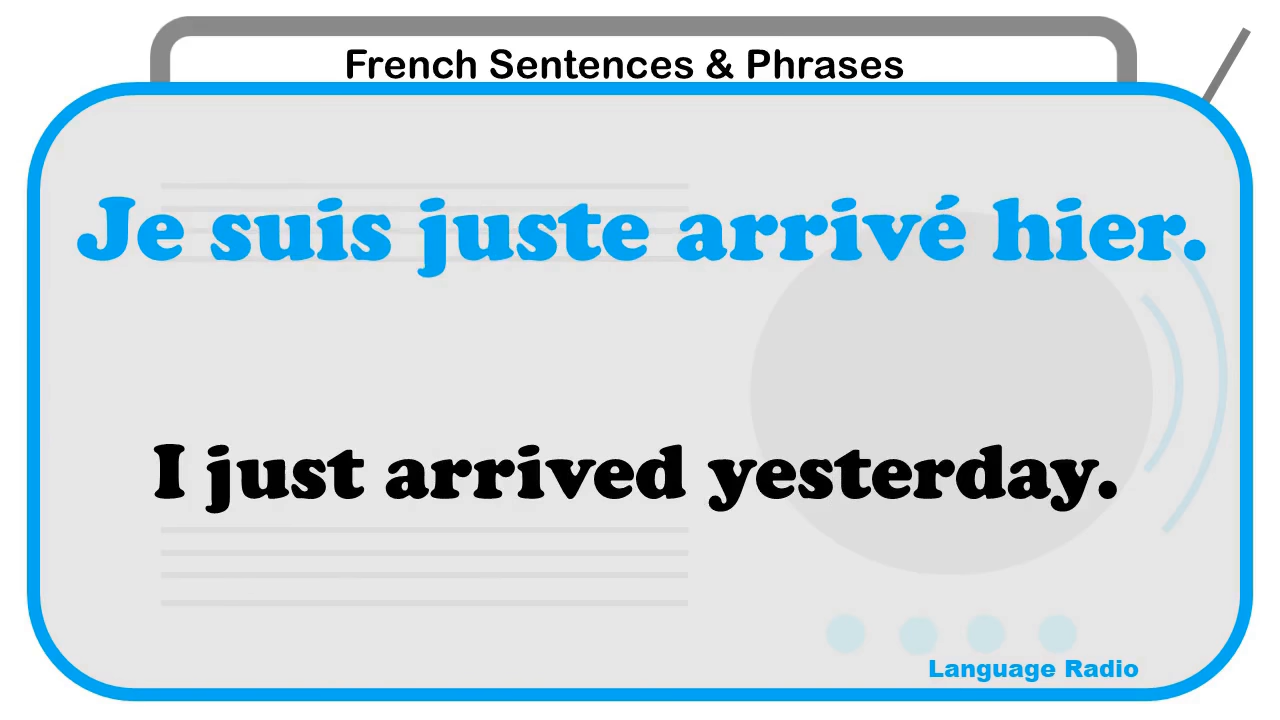 French Sentences & Phrases
Je suis juste arrivé hier.
I just arrived yesterday.
Language Radio